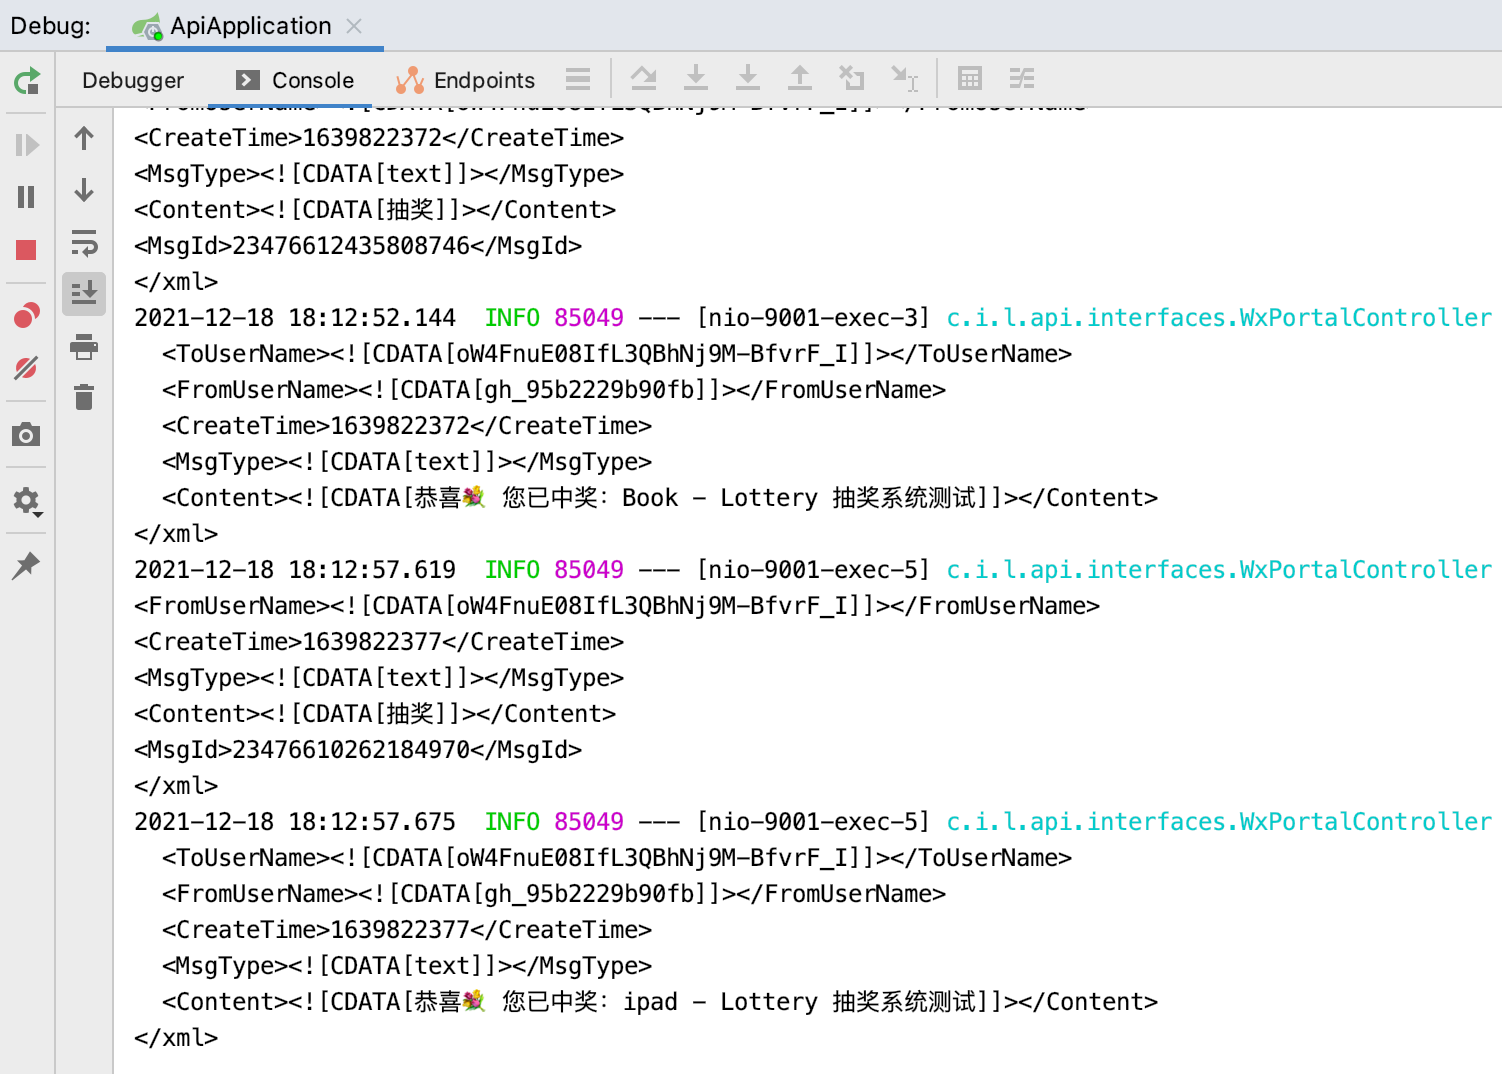 Debug: ApiApplication
Debugger Console Endpoints
<CreateTime>1639822372</CreateTime>
<MsgType><![CDATA[text]]></MsgType>
<Content><![CDATA[抽奖]]></Content>
<MsgId>23476612435808746</MsgId>
</xml>
2021-12-18 18:12:52.144  INFO 85049 --- [nio-9001-exec-3] c.i.l.api.interfaces.WxPortalController
  <ToUserName><![CDATA[oW4FnuE08IfL3QBhNj9M-BfvrF_I]]></ToUserName>
  <FromUserName><![CDATA[gh_95b2229b90fb]]></FromUserName>
  <CreateTime>1639822372</CreateTime>
  <MsgType><![CDATA[text]]></MsgType>
  <Content><![CDATA[恭喜💐 您已中奖：Book - Lottery 抽奖系统测试]]></Content>
</xml>
2021-12-18 18:12:57.619  INFO 85049 --- [nio-9001-exec-5] c.i.l.api.interfaces.WxPortalController
<FromUserName><![CDATA[oW4FnuE08IfL3QBhNj9M-BfvrF_I]]></FromUserName>
<CreateTime>1639822377</CreateTime>
<MsgType><![CDATA[text]]></MsgType>
<Content><![CDATA[抽奖]]></Content>
<MsgId>23476610262184970</MsgId>
</xml>
2021-12-18 18:12:57.675  INFO 85049 --- [nio-9001-exec-5] c.i.l.api.interfaces.WxPortalController
  <ToUserName><![CDATA[oW4FnuE08IfL3QBhNj9M-BfvrF_I]]></ToUserName>
  <FromUserName><![CDATA[gh_95b2229b90fb]]></FromUserName>
  <CreateTime>1639822377</CreateTime>
  <MsgType><![CDATA[text]]></MsgType>
  <Content><![CDATA[恭喜💐 您已中奖：ipad - Lottery 抽奖系统测试]]></Content>
</xml>